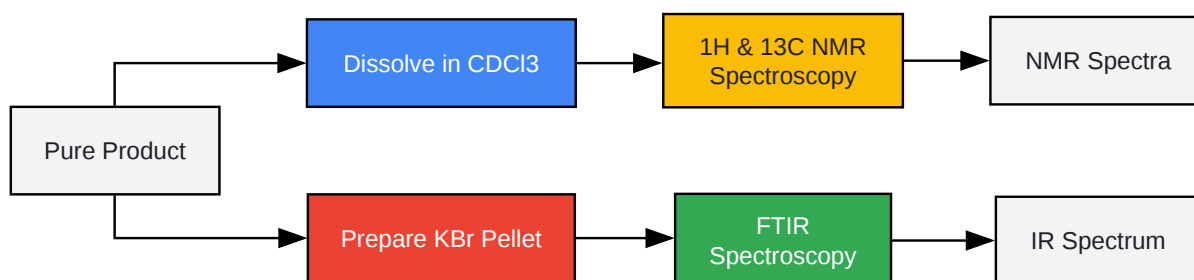 Pure Product
Dissolve in CDCl3
1H & 13C NMR
Spectroscopy
NMR Spectra
Prepare KBr Pellet
FTIR
Spectroscopy
IR Spectrum